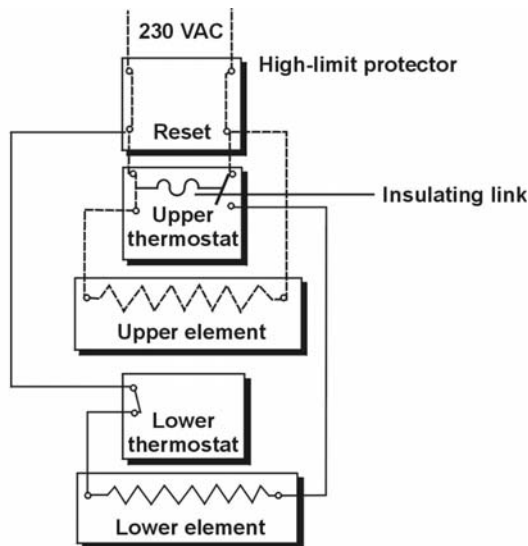 230 VAC
High-limit protector
Reset
Insulating link
Upper
thermostat
Upper element
Lower
thermostat
Lower element